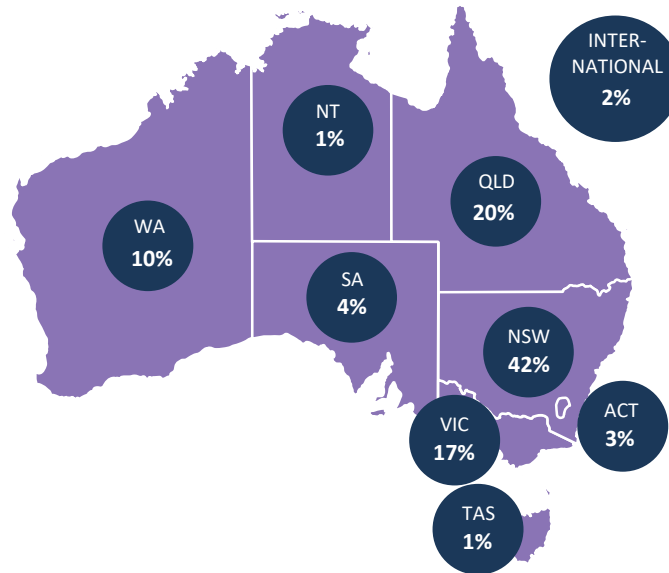 INTER-
NATIONAL
2%
NT
1%
QLD
20%
WA
10%
SA
4%
NSW
42%
ACT
3%
VIC
17%
TAS
1%